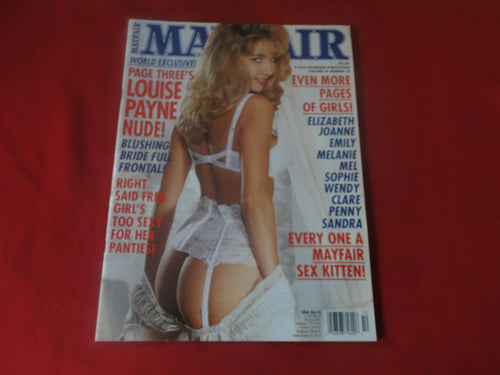 MAYFAIR
MAYFAIR
WORLD EXCLUSIVE!
PAGE THREE'S
LOUISE
PAYNE
NUDE!
BLUSHING
BRIDE FULL
FRONTAL!
RIGHT
SAID FRED
GIRL'S
TOO SEXY
FOR HER
PANTIES!
EVEN MORE
PAGES
OF GIRLS!
ELIZABETH
JOANNE
EMILY
MELANIE
MEL
SOPHIE
WENDY
CLARE
PENNY
SANDRA
EVERY ONE A
MAYFAIR
SEX KITTEN!